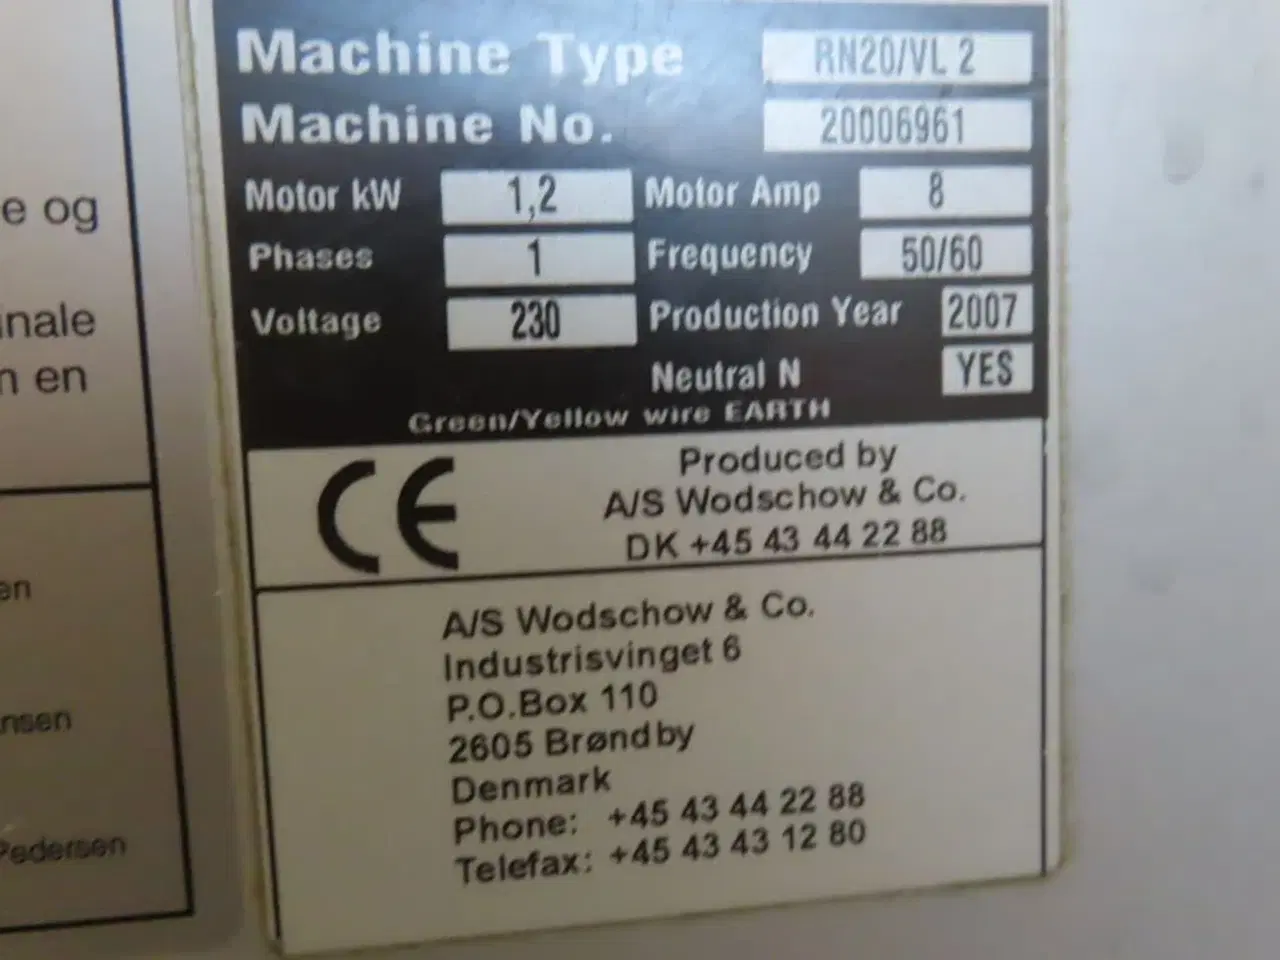 Machine Type RN20/VL 2
Machine No. 20006961
Motor kW 1,2 Motor Amp 8
Phases 1 Frequency 50/60
Voltage 230 Production Year 2007
Neutral N YES
Green/Yellow wire EARTH
CE
Produced by
A/S Wodschow & Co.
DK +45 43 44 22 88
A/S Wodschow & Co.
Industrisvinget 6
P.O.Box 110
2605 Brøndby
Denmark
Phone: +45 43 44 22 88
Telefax: +45 43 43 12 80
e og
inale
n en
en
nsen
Pedersen